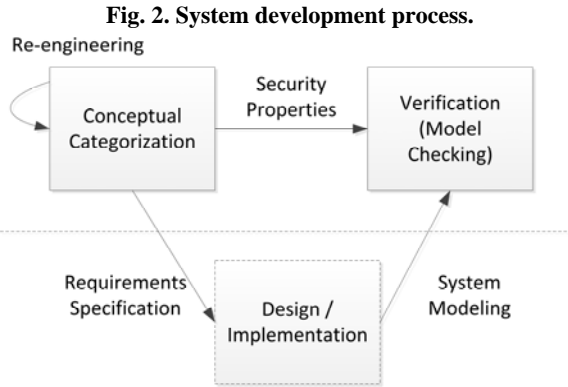 Fig. 2. System development process.
Re-engineering
Conceptual
Categorization
Security
Properties
Verification
(Model
Checking)
Requirements
Specification
Design /
Implementation
System
Modeling